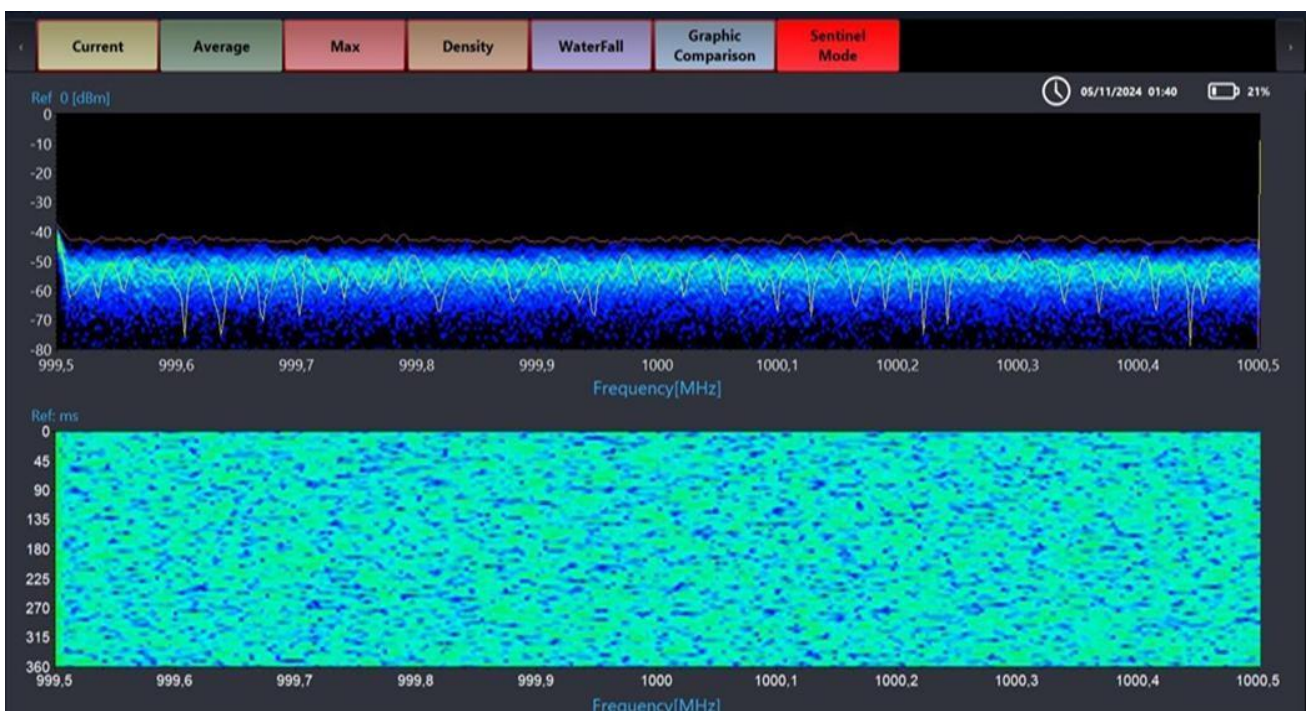 Current
Average
Max
Density
WaterFall
Graphic
Comparison
Sentinel
Mode
05/11/2024 01:40
21%
Ref 0 [dBm]
0
-10
-20
-30
-40
-50
-60
-70
-80
999,5 999,6 999,7 999,8 999,9 1000 1000,1 1000,2 1000,3 1000,4 1000,5
Frequency[MHz]
Ref: ms
0
45
90
135
180
225
270
315
360
999,5 999,6 999,7 999,8 999,9 1000 1000,1 1000,2 1000,3 1000,4 1000,5
Frequency[MHz]